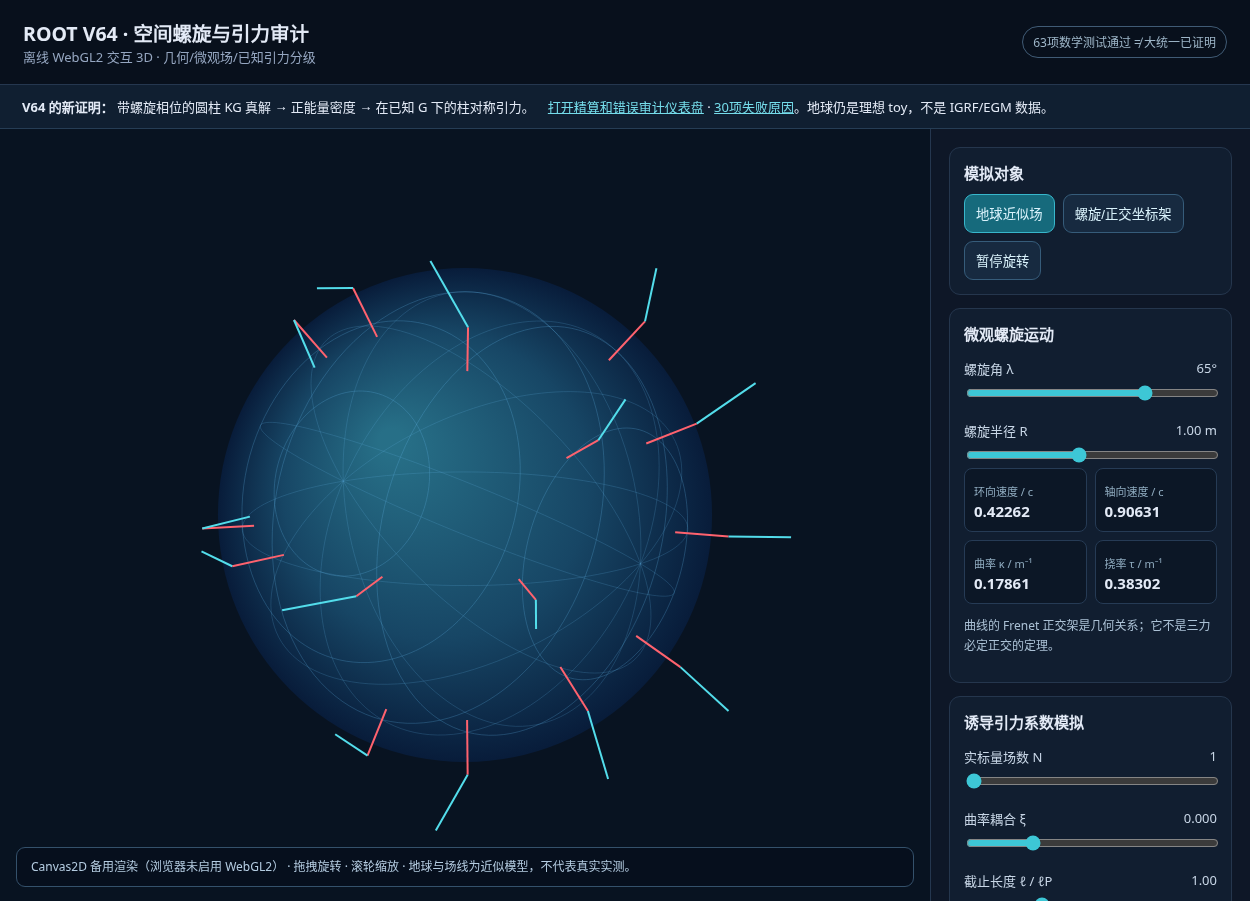 ROOT V64 · 空间螺旋与引力审计
离线 WebGL2 交互 3D · 几何/微观场/已知引力分级
63项数学测试通过 ≠ 大统一已证明
V64 的新证明： 带螺旋相位的圆柱 KG 真解 → 正能量密度 → 在已知 G 下的柱对称引力。 打开精算和错误审计仪表盘 · 30项失败原因。地球仍是理想 toy，不是 IGRF/EGM 数据。
模拟对象
地球近似场
螺旋/正交坐标架
暂停旋转
微观螺旋运动
螺旋角 λ 65°
螺旋半径 R 1.00 m
环向速度 / c
0.42262
轴向速度 / c
0.90631
曲率 κ / m⁻¹
0.17861
挠率 τ / m⁻¹
0.38302
曲线的 Frenet 正交架是几何关系；它不是三力
必定正交的定理。
诱导引力系数模拟
实标量场数 N 1
曲率耦合 ξ 0.000
截止长度 ℓ / ℓP 1.00
Canvas2D 备用渲染（浏览器未启用 WebGL2） · 拖拽旋转 · 滚轮缩放 · 地球与场线为近似模型，不代表真实实测。